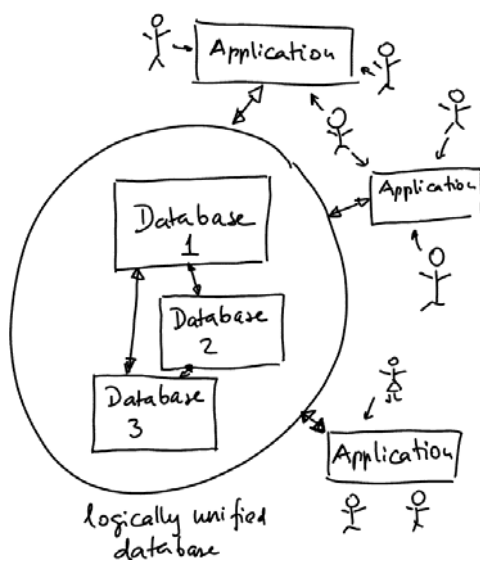 Application
Application
Database
1
Database
2
Database
3
Application
logically unified
database